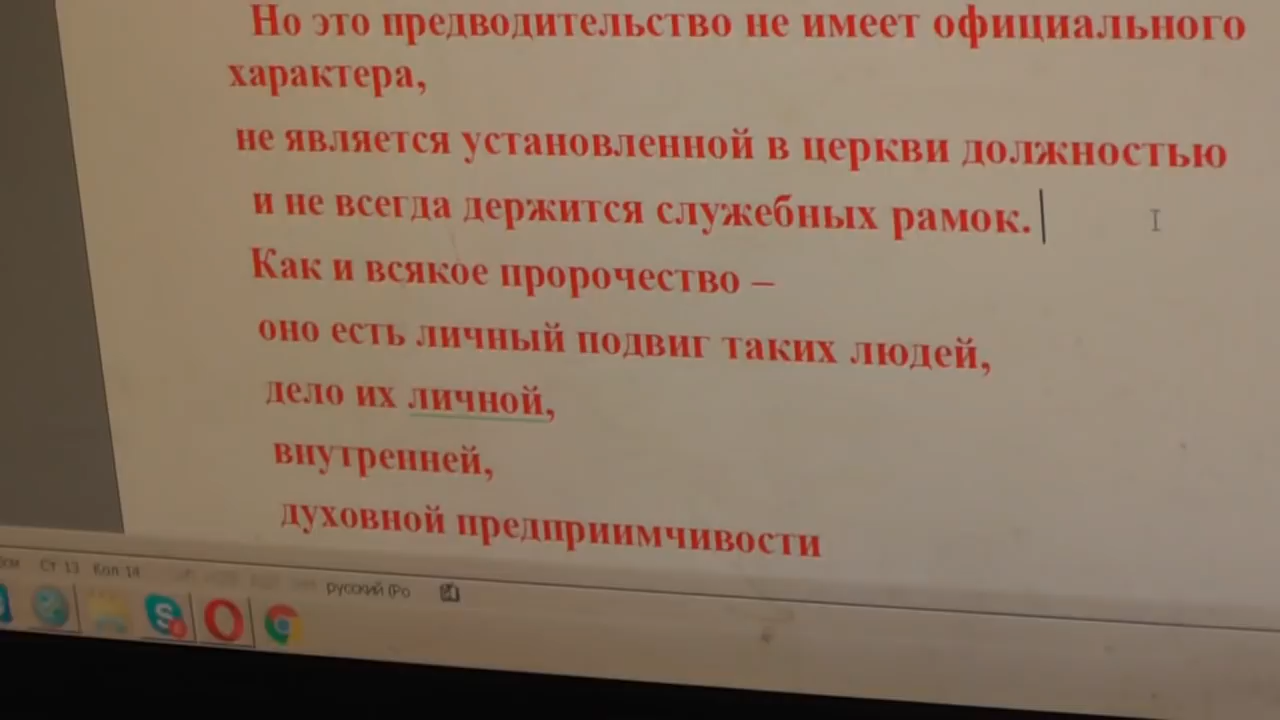 Но это предводительство не имеет официального
характера,
не является установленной в церкви должностью
и не всегда держится служебных рамок.
Как и всякое пророчество –
оно есть личный подвиг таких людей,
дело их личной,
внутренней,
духовной предприимчивости
Ст 13 Кол 14
русский (Ро